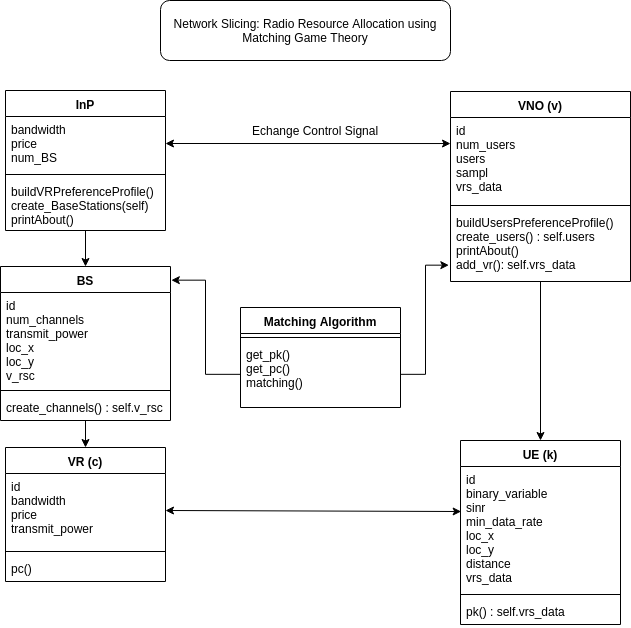 Network Slicing: Radio Resource Allocation using
Matching Game Theory
InP
bandwidth
price
num_BS
buildVRPreferenceProfile()
create_BaseStations(self)
printAbout()
Echange Control Signal
VNO (v)
id
num_users
users
sampl
vrs_data
buildUsersPreferenceProfile()
create_users() : self.users
printAbout()
add_vr(): self.vrs_data
BS
id
num_channels
transmit_power
loc_x
loc_y
v_rsc
create_channels() : self.v_rsc
Matching Algorithm
get_pk()
get_pc()
matching()
VR (c)
id
bandwidth
price
transmit_power
pc()
UE (k)
id
binary_variable
sinr
min_data_rate
loc_x
loc_y
distance
vrs_data
pk() : self.vrs_data